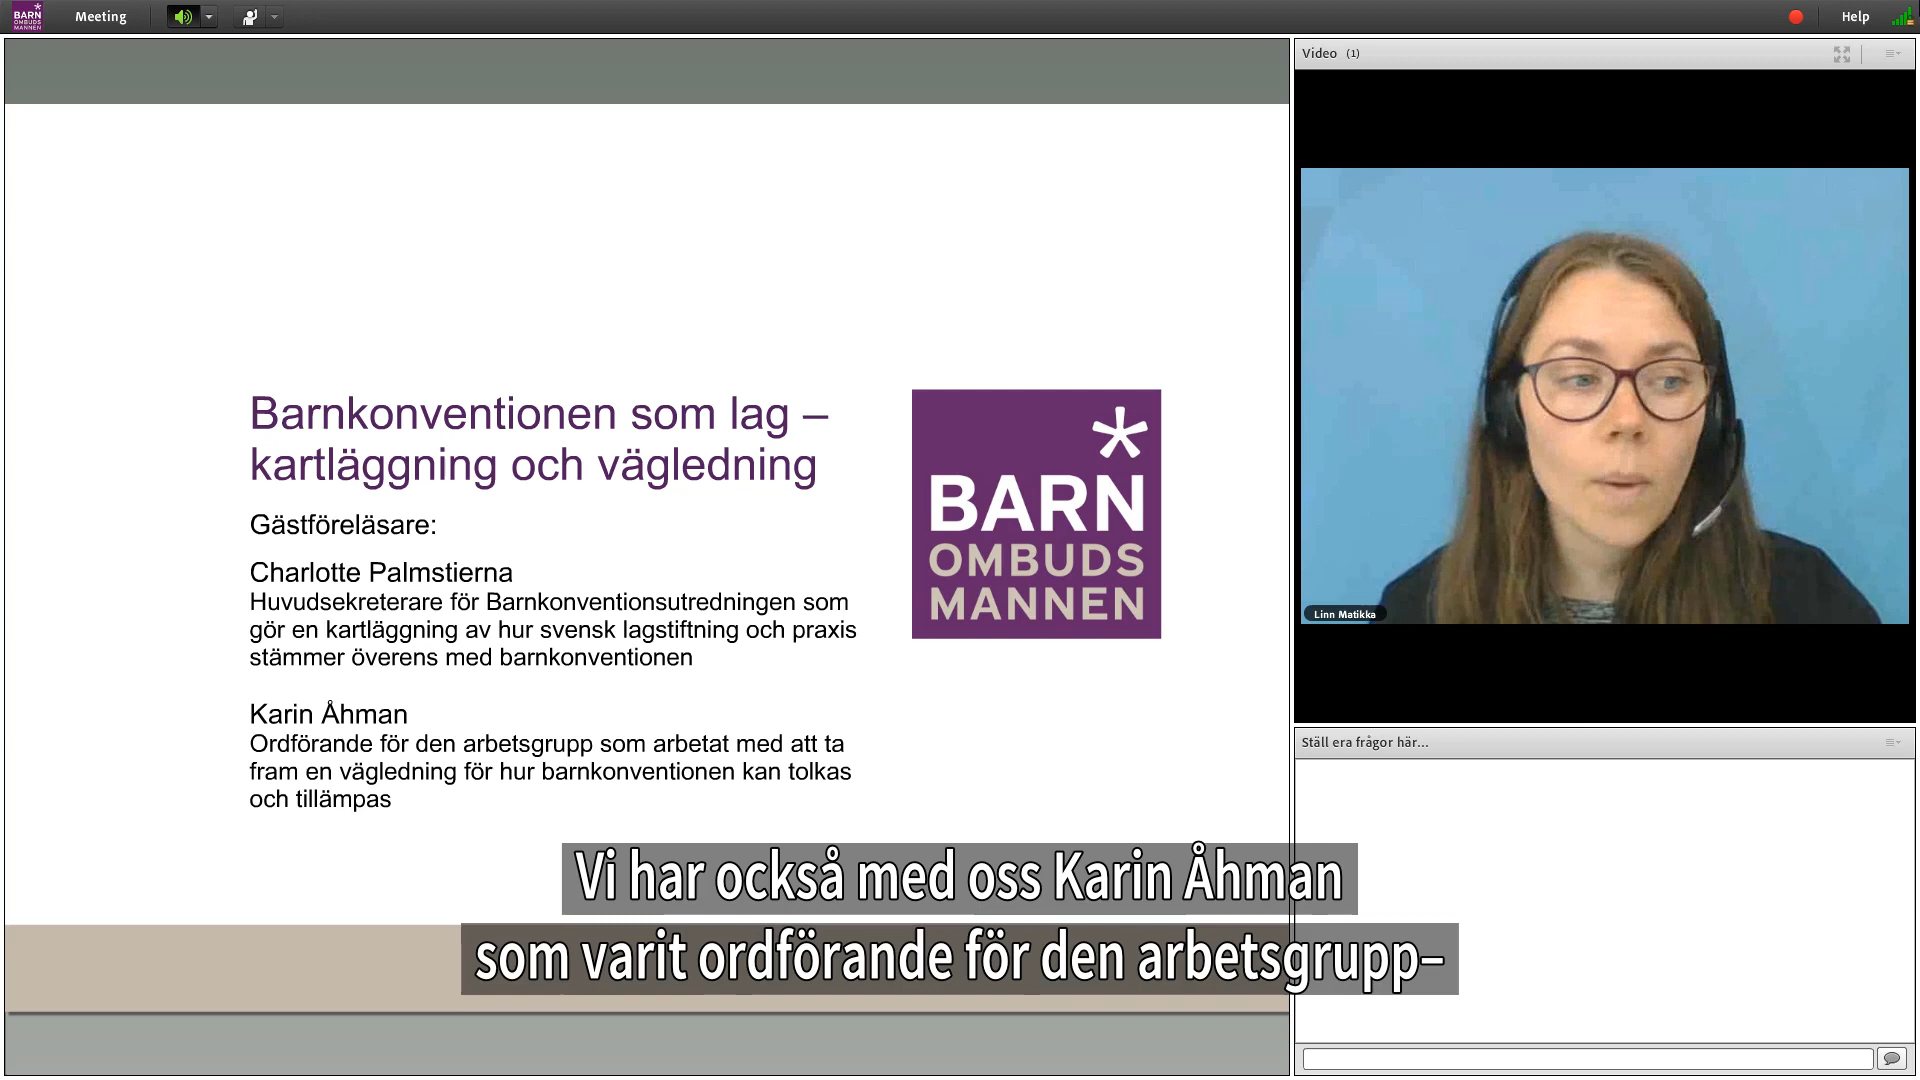 BARN
OMBUDS
MANNEN
Meeting
Help
Video (1)
Barnkonventionen som lag –
kartläggning och vägledning
Gästföreläsare:
Charlotte Palmstierna
Huvudsekreterare för Barnkonventionsutredningen som
gör en kartläggning av hur svensk lagstiftning och praxis
stämmer överens med barnkonventionen
Karin Åhman
Ordförande för den arbetsgrupp som arbetat med att ta
fram en vägledning för hur barnkonventionen kan tolkas
och tillämpas
BARN
OMBUDS
MANNEN
Linn Matikka
Ställ era frågor här...
Vi har också med oss Karin Åhman
som varit ordförande för den arbetsgrupp–